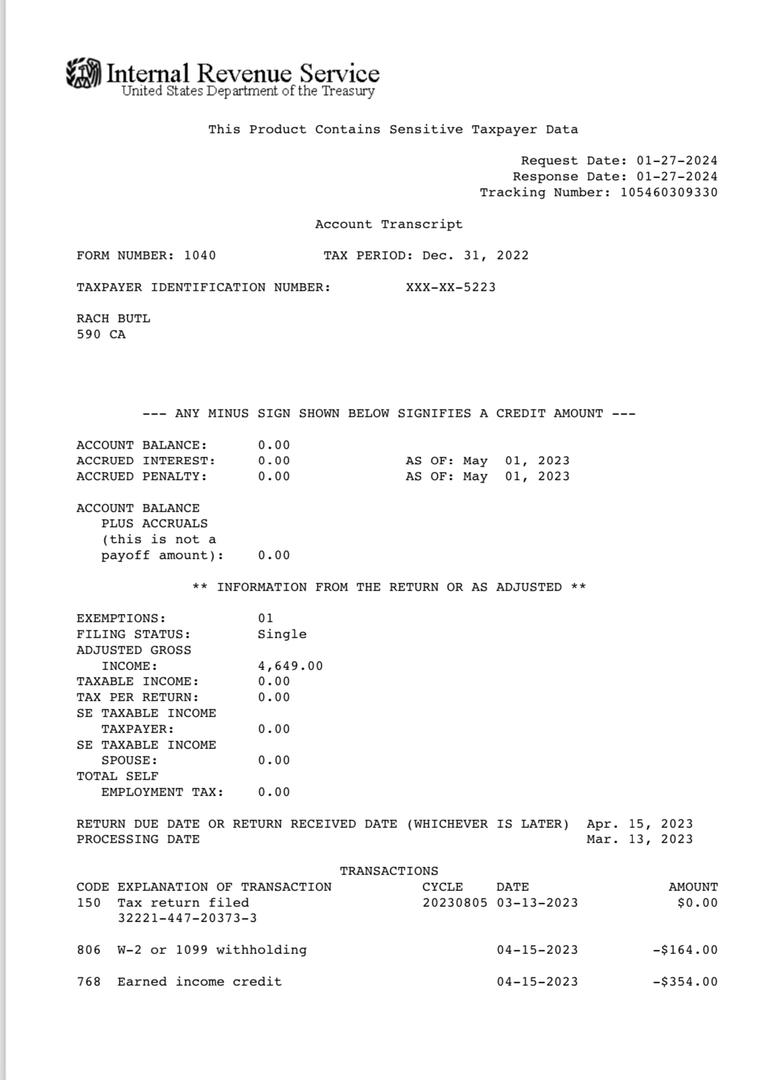 Internal Revenue Service
United States Department of the Treasury
This Product Contains Sensitive Taxpayer Data
Request Date: 01-27-2024
Response Date: 01-27-2024
Tracking Number: 105460309330
Account Transcript
FORM NUMBER: 1040 TAX PERIOD: Dec. 31, 2022
TAXPAYER IDENTIFICATION NUMBER: XXX-XX-5223
RACH BUTL
590 CA
--- ANY MINUS SIGN SHOWN BELOW SIGNIFIES A CREDIT AMOUNT ---
ACCOUNT BALANCE: 0.00
ACCRUED INTEREST: 0.00 AS OF: May 01, 2023
ACCRUED PENALTY: 0.00 AS OF: May 01, 2023
ACCOUNT BALANCE
PLUS ACCRUALS
(this is not a
payoff amount): 0.00
** INFORMATION FROM THE RETURN OR AS ADJUSTED **
EXEMPTIONS: 01
FILING STATUS: Single
ADJUSTED GROSS
INCOME: 4,649.00
TAXABLE INCOME: 0.00
TAX PER RETURN: 0.00
SE TAXABLE INCOME
TAXPAYER: 0.00
SE TAXABLE INCOME
SPOUSE: 0.00
TOTAL SELF
EMPLOYMENT TAX: 0.00
RETURN DUE DATE OR RETURN RECEIVED DATE (WHICHEVER IS LATER) Apr. 15, 2023
PROCESSING DATE Mar. 13, 2023
TRANSACTIONS
CODE EXPLANATION OF TRANSACTION CYCLE DATE AMOUNT
150 Tax return filed 20230805 03-13-2023 $0.00
32221-447-20373-3
806 W-2 or 1099 withholding 04-15-2023 -$164.00
768 Earned income credit 04-15-2023 -$354.00